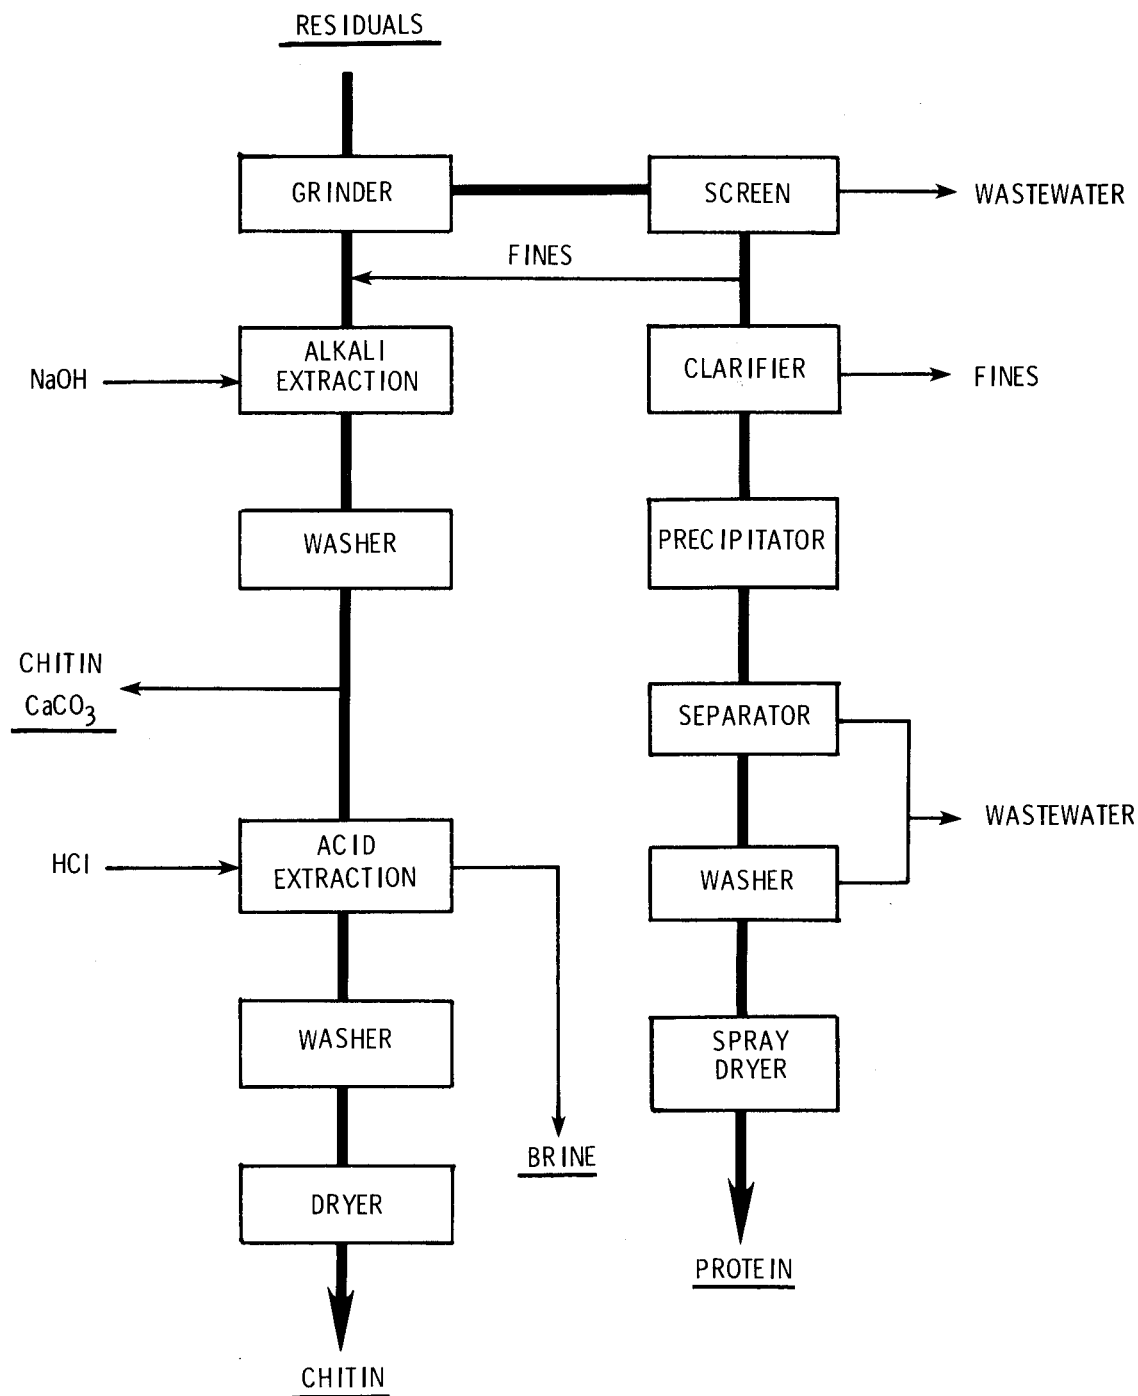 RESIDUALS
GRINDER
SCREEN
WASTEWATER
FINES
NaOH
ALKALI
EXTRACTION
CLARIFIER
FINES
WASHER
PRECIPITATOR
CHITIN
CaCO3
SEPARATOR
WASTEWATER
HCl
ACID
EXTRACTION
WASHER
WASHER
SPRAY
DRYER
BRINE
DRYER
PROTEIN
CHITIN